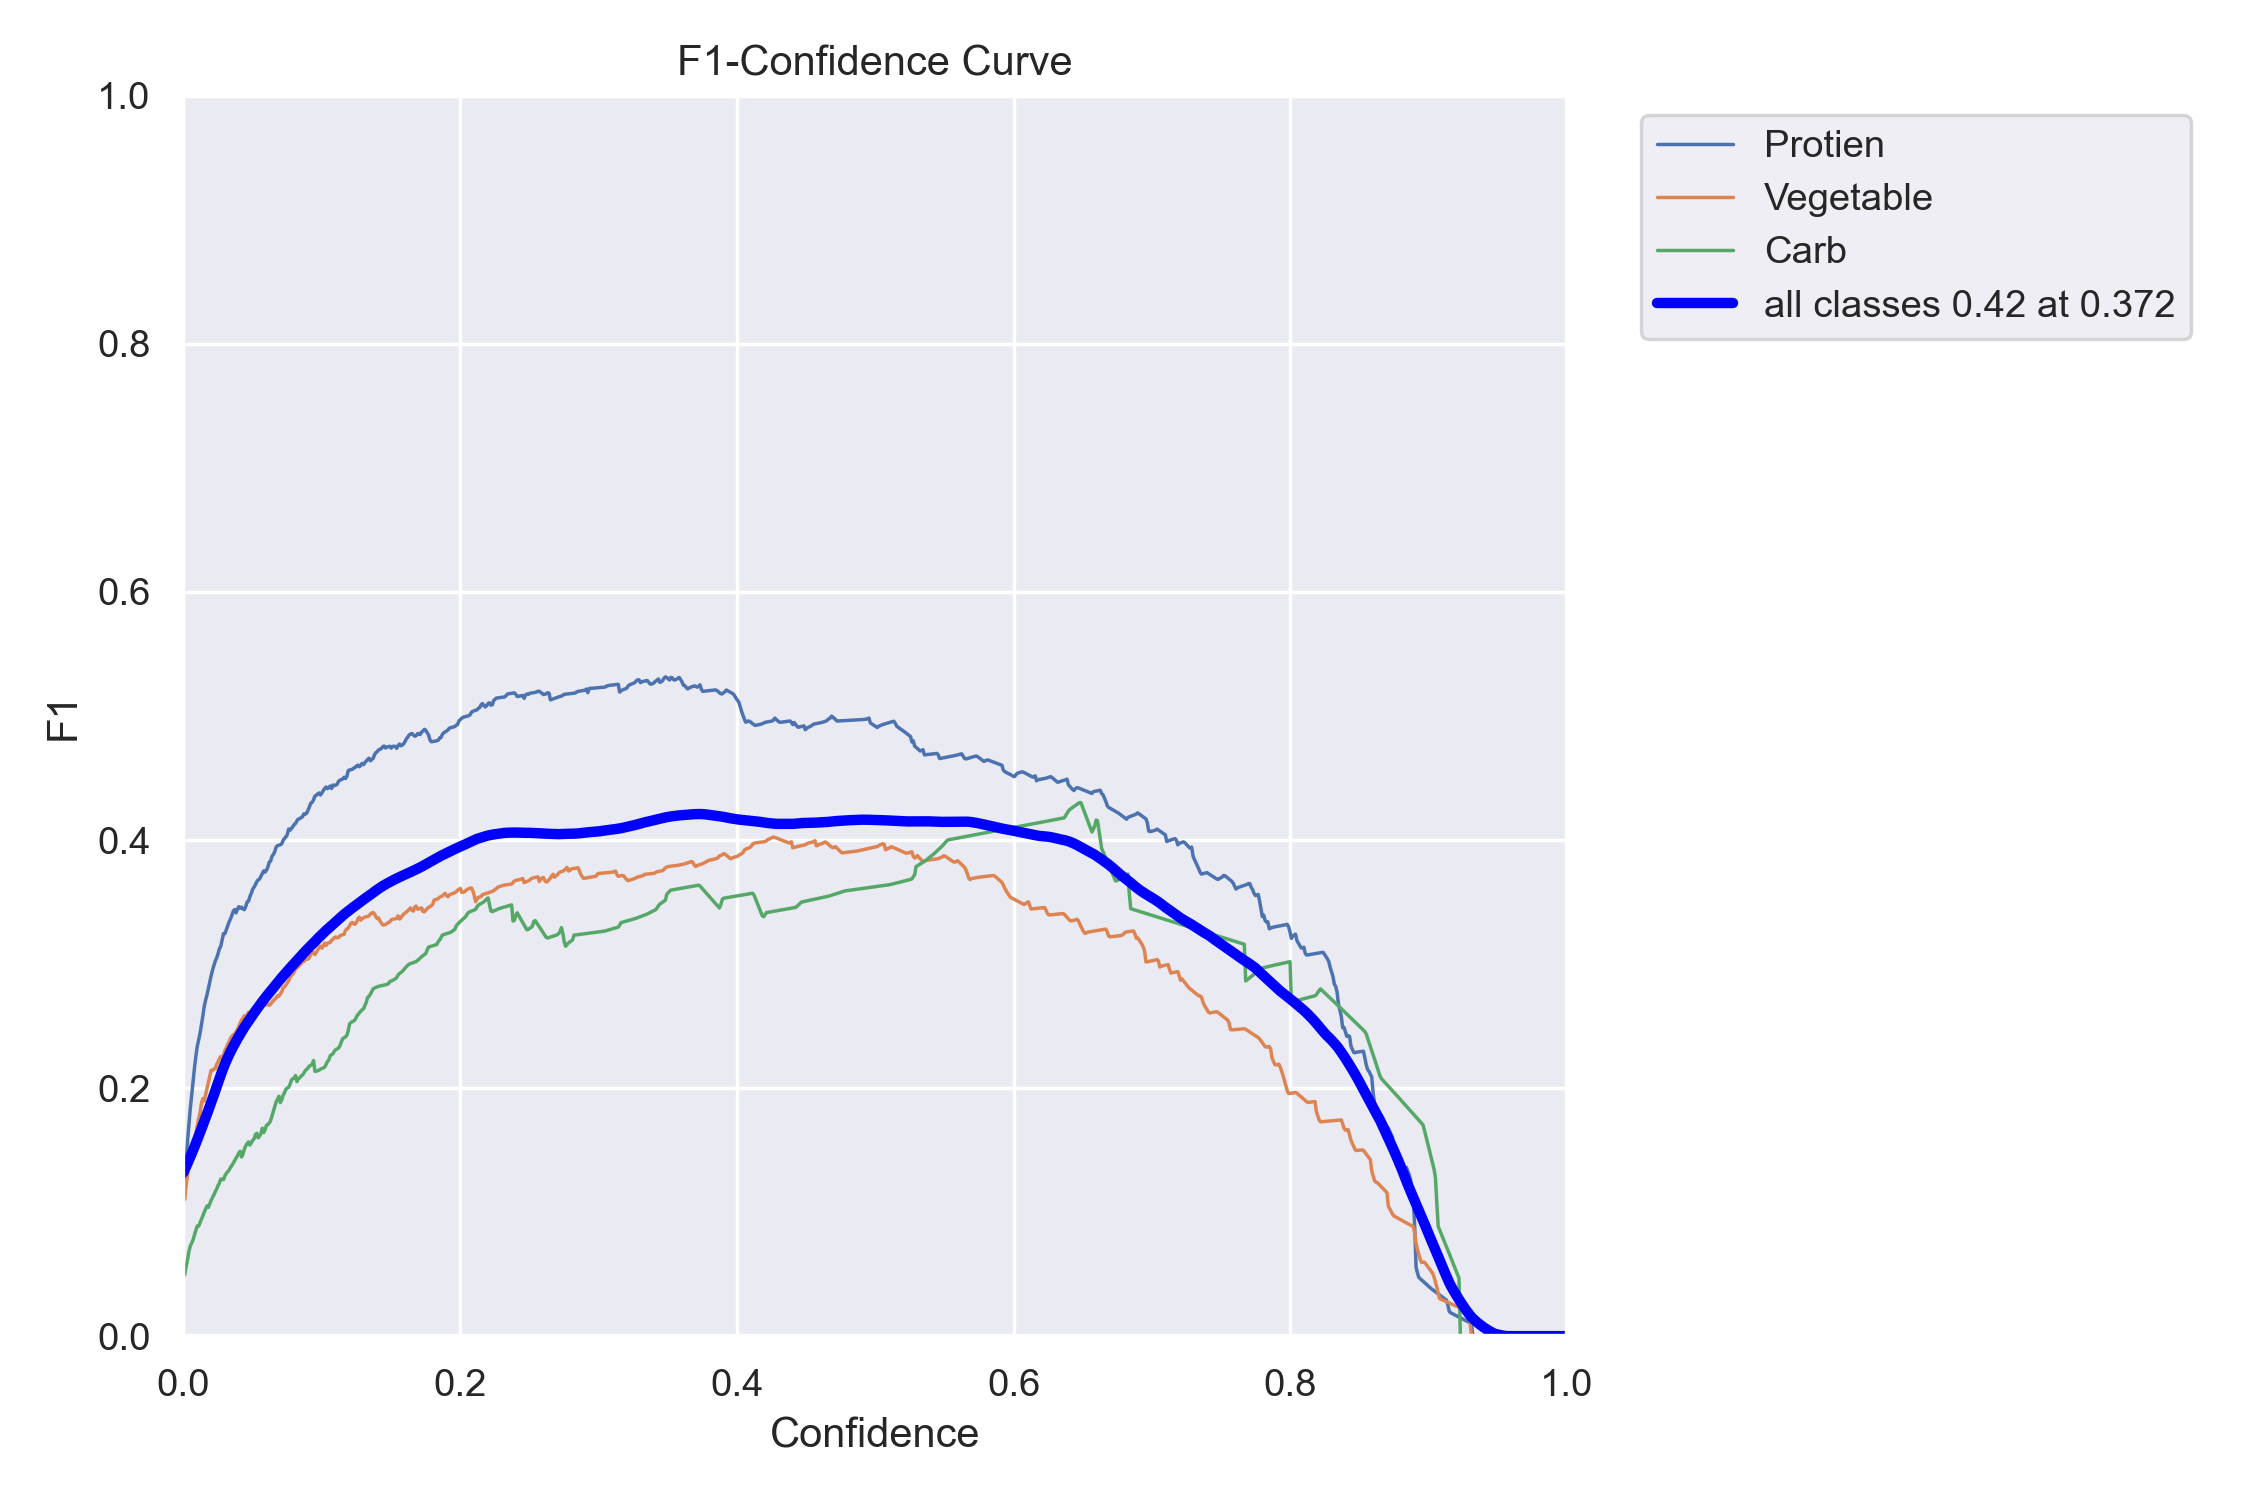 F1-Confidence Curve
1.0
0.8
0.6
0.4
0.2
0.0
F1
0.0 0.2 0.4 0.6 0.8 1.0
Confidence
Protien
Vegetable
Carb
all classes 0.42 at 0.372